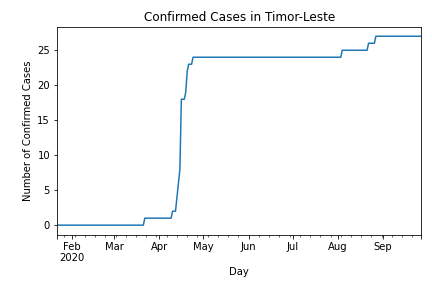 Confirmed Cases in Timor-Leste
Number of Confirmed Cases
25
20
15
10
5
0
Feb Mar Apr May Jun Jul Aug Sep
2020
Day